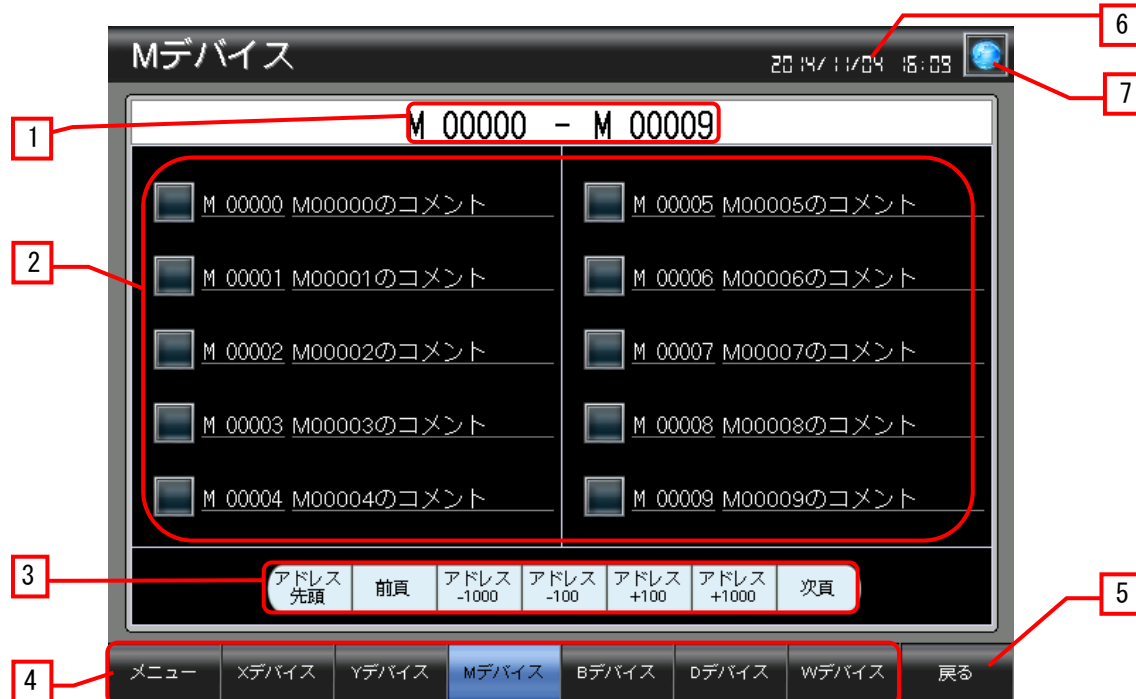 6
Mデバイス
2014/11/04 16:09
7
1
M 00000 - M 00009
2
M 00000 M00000のコメント
M 00001 M00001のコメント
M 00002 M00002のコメント
M 00003 M00003のコメント
M 00004 M00004のコメント
M 00005 M00005のコメント
M 00006 M00006のコメント
M 00007 M00007のコメント
M 00008 M00008のコメント
M 00009 M00009のコメント
3
アドレス
先頭
前頁
アドレス
-1000
アドレス
-100
アドレス
+100
アドレス
+1000
次頁
5
4
メニュー Xデバイス Yデバイス Mデバイス Bデバイス Dデバイス Wデバイス 戻る